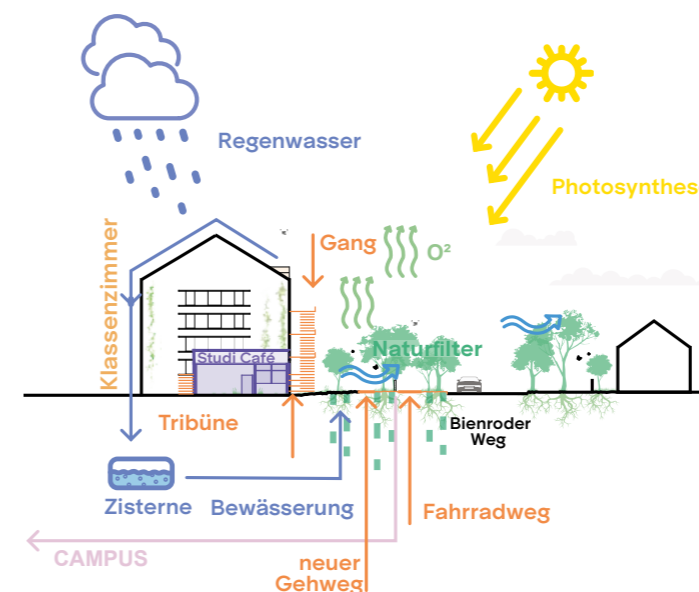 Regenwasser
Photosynthes
Klassenzimmer
Gang
O²
Studi Café
Naturfilter
Tribüne
Bienroder
Weg
Zisterne
Bewässerung
Fahrradweg
CAMPUS
neuer
Gehweg